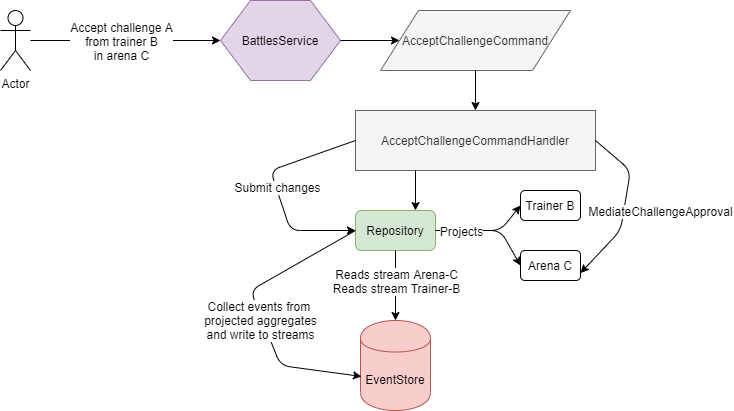 Accept challenge A
from trainer B
in arena C
Actor
BattlesService
AcceptChallengeCommand
AcceptChallengeCommandHandler
Submit changes
Repository
Projects
Trainer B
MediateChallengeApproval
Arena C
Reads stream Arena-C
Reads stream Trainer-B
Collect events from
projected aggregates
and write to streams
EventStore